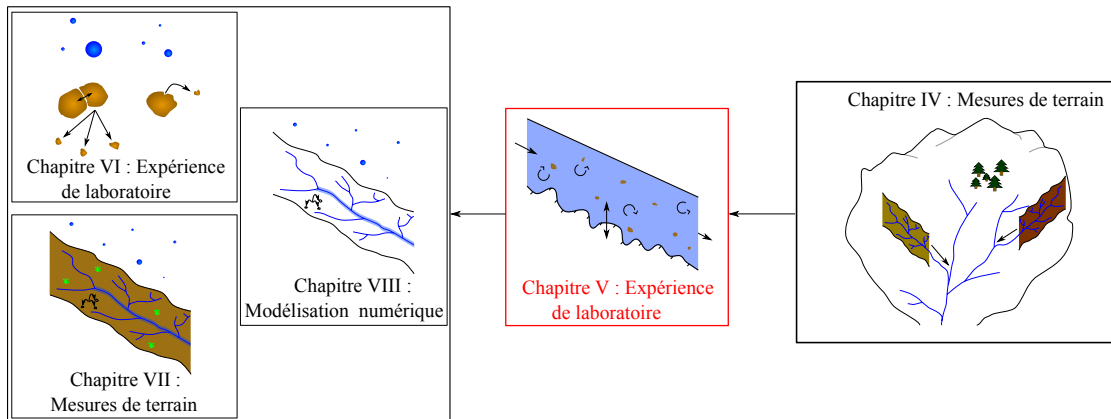 Chapitre VI : Expérience
de laboratoire
Chapitre VII :
Mesures de terrain
Chapitre VIII :
Modélisation numérique
Chapitre V : Expérience
de laboratoire
Chapitre IV : Mesures de terrain